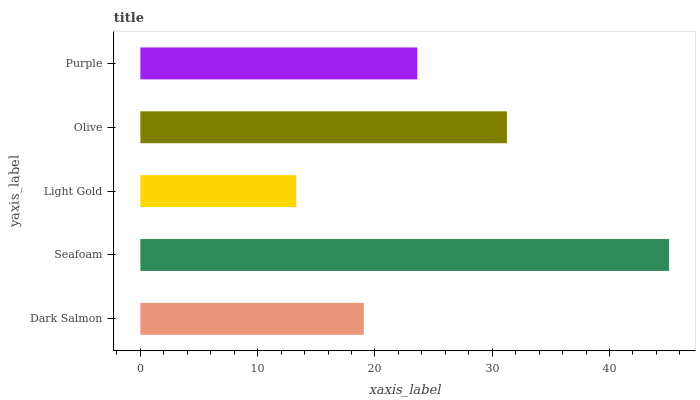 title
Purple
Olive
Light Gold
Seafoam
Dark Salmon
yaxis_label
0 10 20 30 40
xaxis_label